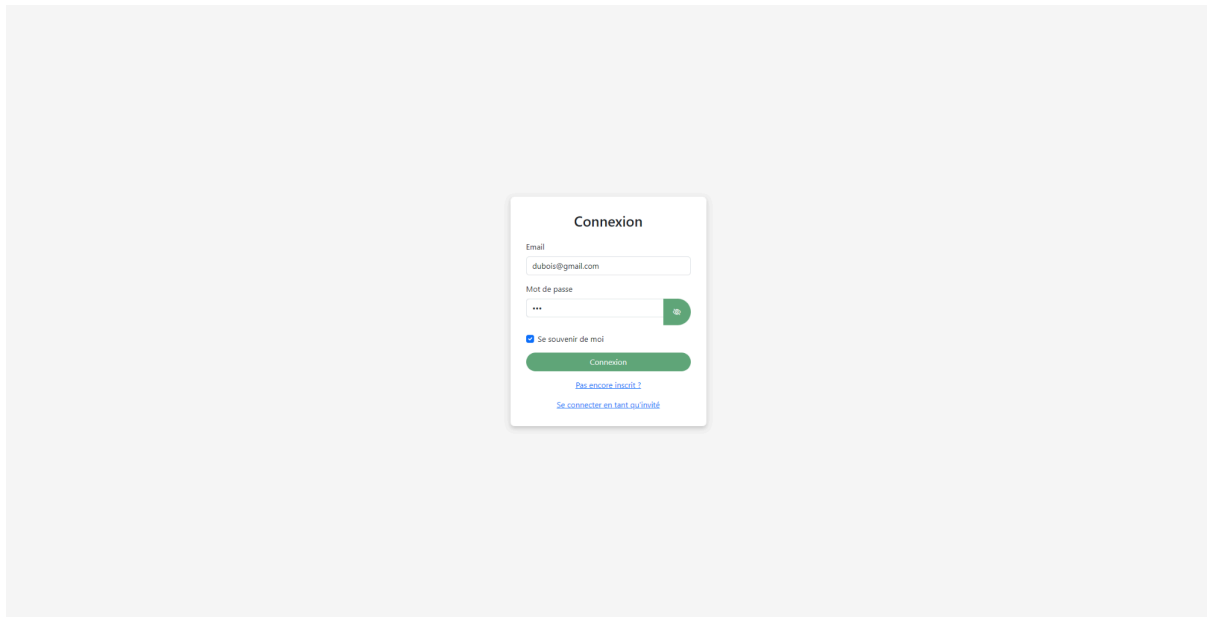 Connexion
Email
dubois@gmail.com
Mot de passe
•••
Se souvenir de moi
Connexion
Pas encore inscrit ?
Se connecter en tant qu'invité